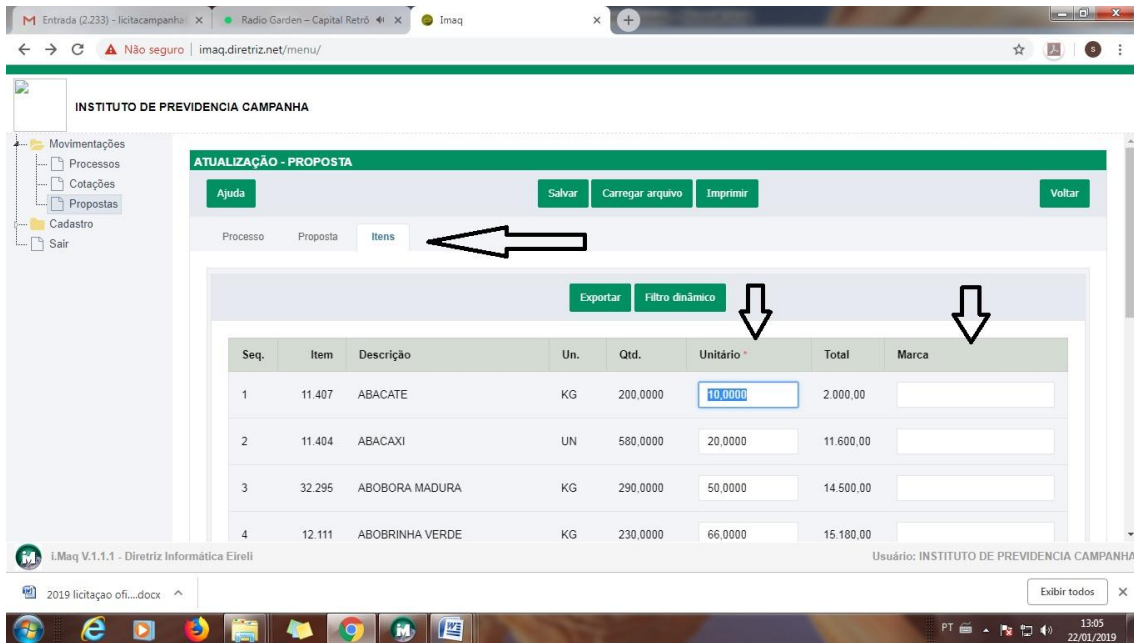 Entrada (2.233) - licitacampanha
Radio Garden – Capital Retrô
Imaq
Não seguro | imaq.diretriz.net/menu/
INSTITUTO DE PREVIDENCIA CAMPANHA
Movimentações
Processos
Cotações
Propostas
Cadastro
Sair
ATUALIZAÇÃO - PROPOSTA
Ajuda Salvar Carregar arquivo Imprimir Voltar
Processo Proposta Itens
Exportar Filtro dinâmico
Seq. Item Descrição Un. Qtd. Unitário * Total Marca
1 11.407 ABACATE KG 200,0000 10,0000 2.000,00
2 11.404 ABACAXI UN 580,0000 20,0000 11.600,00
3 32.295 ABOBORA MADURA KG 290,0000 50,0000 14.500,00
4 12.111 ABOBRINHA VERDE KG 230,0000 66,0000 15.180,00
i.Maq V.1.1.1 - Diretriz Informática Eireli Usuário: INSTITUTO DE PREVIDENCIA CAMPANHA
2019 licitaçao ofi....docx Exibir todos
PT 13:05
22/01/2019